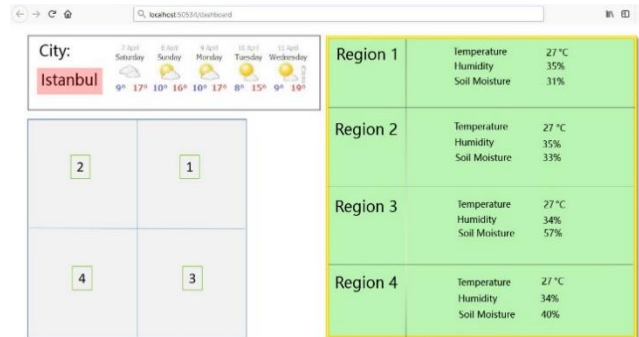 localhost:50534/dashboard
City:
Istanbul
7 April 8 April 9 April 10 April 11 April
Saturday Sunday Monday Tuesday Wednesday
9° 17° 10° 16° 10° 17° 8° 15° 9° 19°
2 1
4 3
Region 1
Temperature 27 °C
Humidity 35%
Soil Moisture 31%
Region 2
Temperature 27 °C
Humidity 35%
Soil Moisture 33%
Region 3
Temperature 27 °C
Humidity 34%
Soil Moisture 57%
Region 4
Temperature 27 °C
Humidity 34%
Soil Moisture 40%